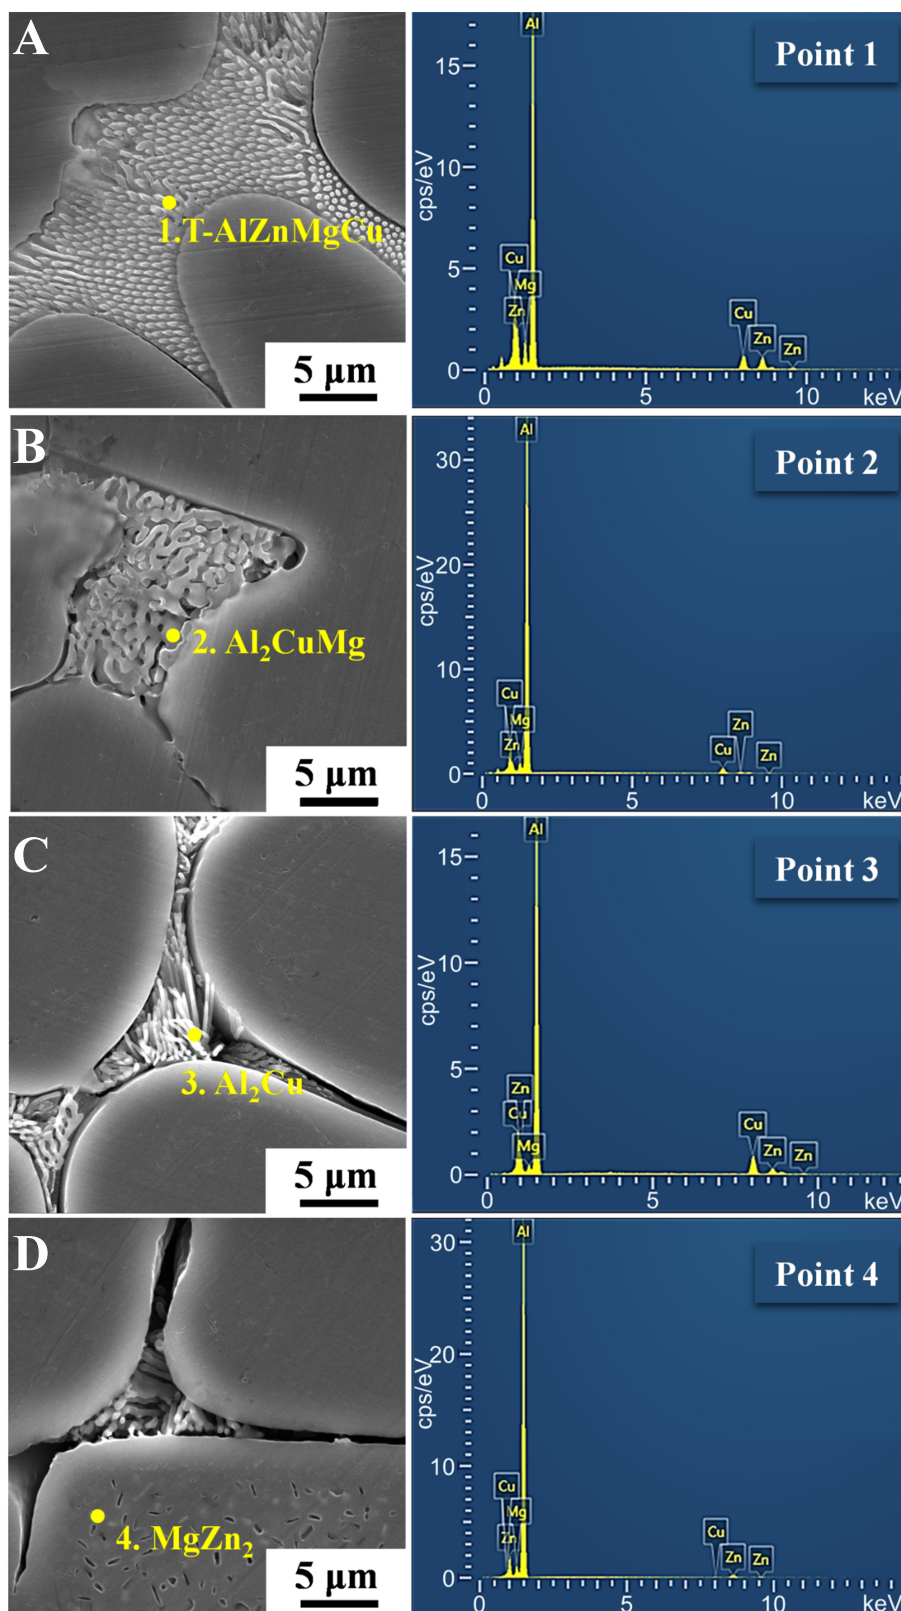 A
1.T-AlZnMgCu
5 μm
Point 1
cps/eV
15
10
5
0
Al
Cu
Mg
Zn
Cu
Zn
Zn
0 5 10 keV
B
2. Al₂CuMg
5 μm
Point 2
cps/eV
30
20
10
0
Al
Cu
Mg
Zn
Zn
Cu
Zn
0 5 10 keV
C
3. Al₂Cu
5 μm
Point 3
cps/eV
15
10
5
0
Al
Zn
Cu
Mg
Cu
Zn
Zn
0 5 10 keV
D
4. MgZn₂
5 μm
Point 4
cps/eV
30
20
10
0
Al
Cu
Mg
Zn
Cu
Zn
Zn
0 5 10 keV